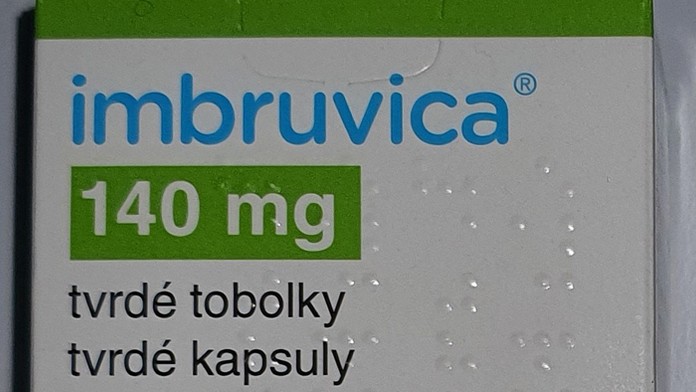 imbruvica®
140 mg
tvrdé tobolky
tvrdé kapsuly